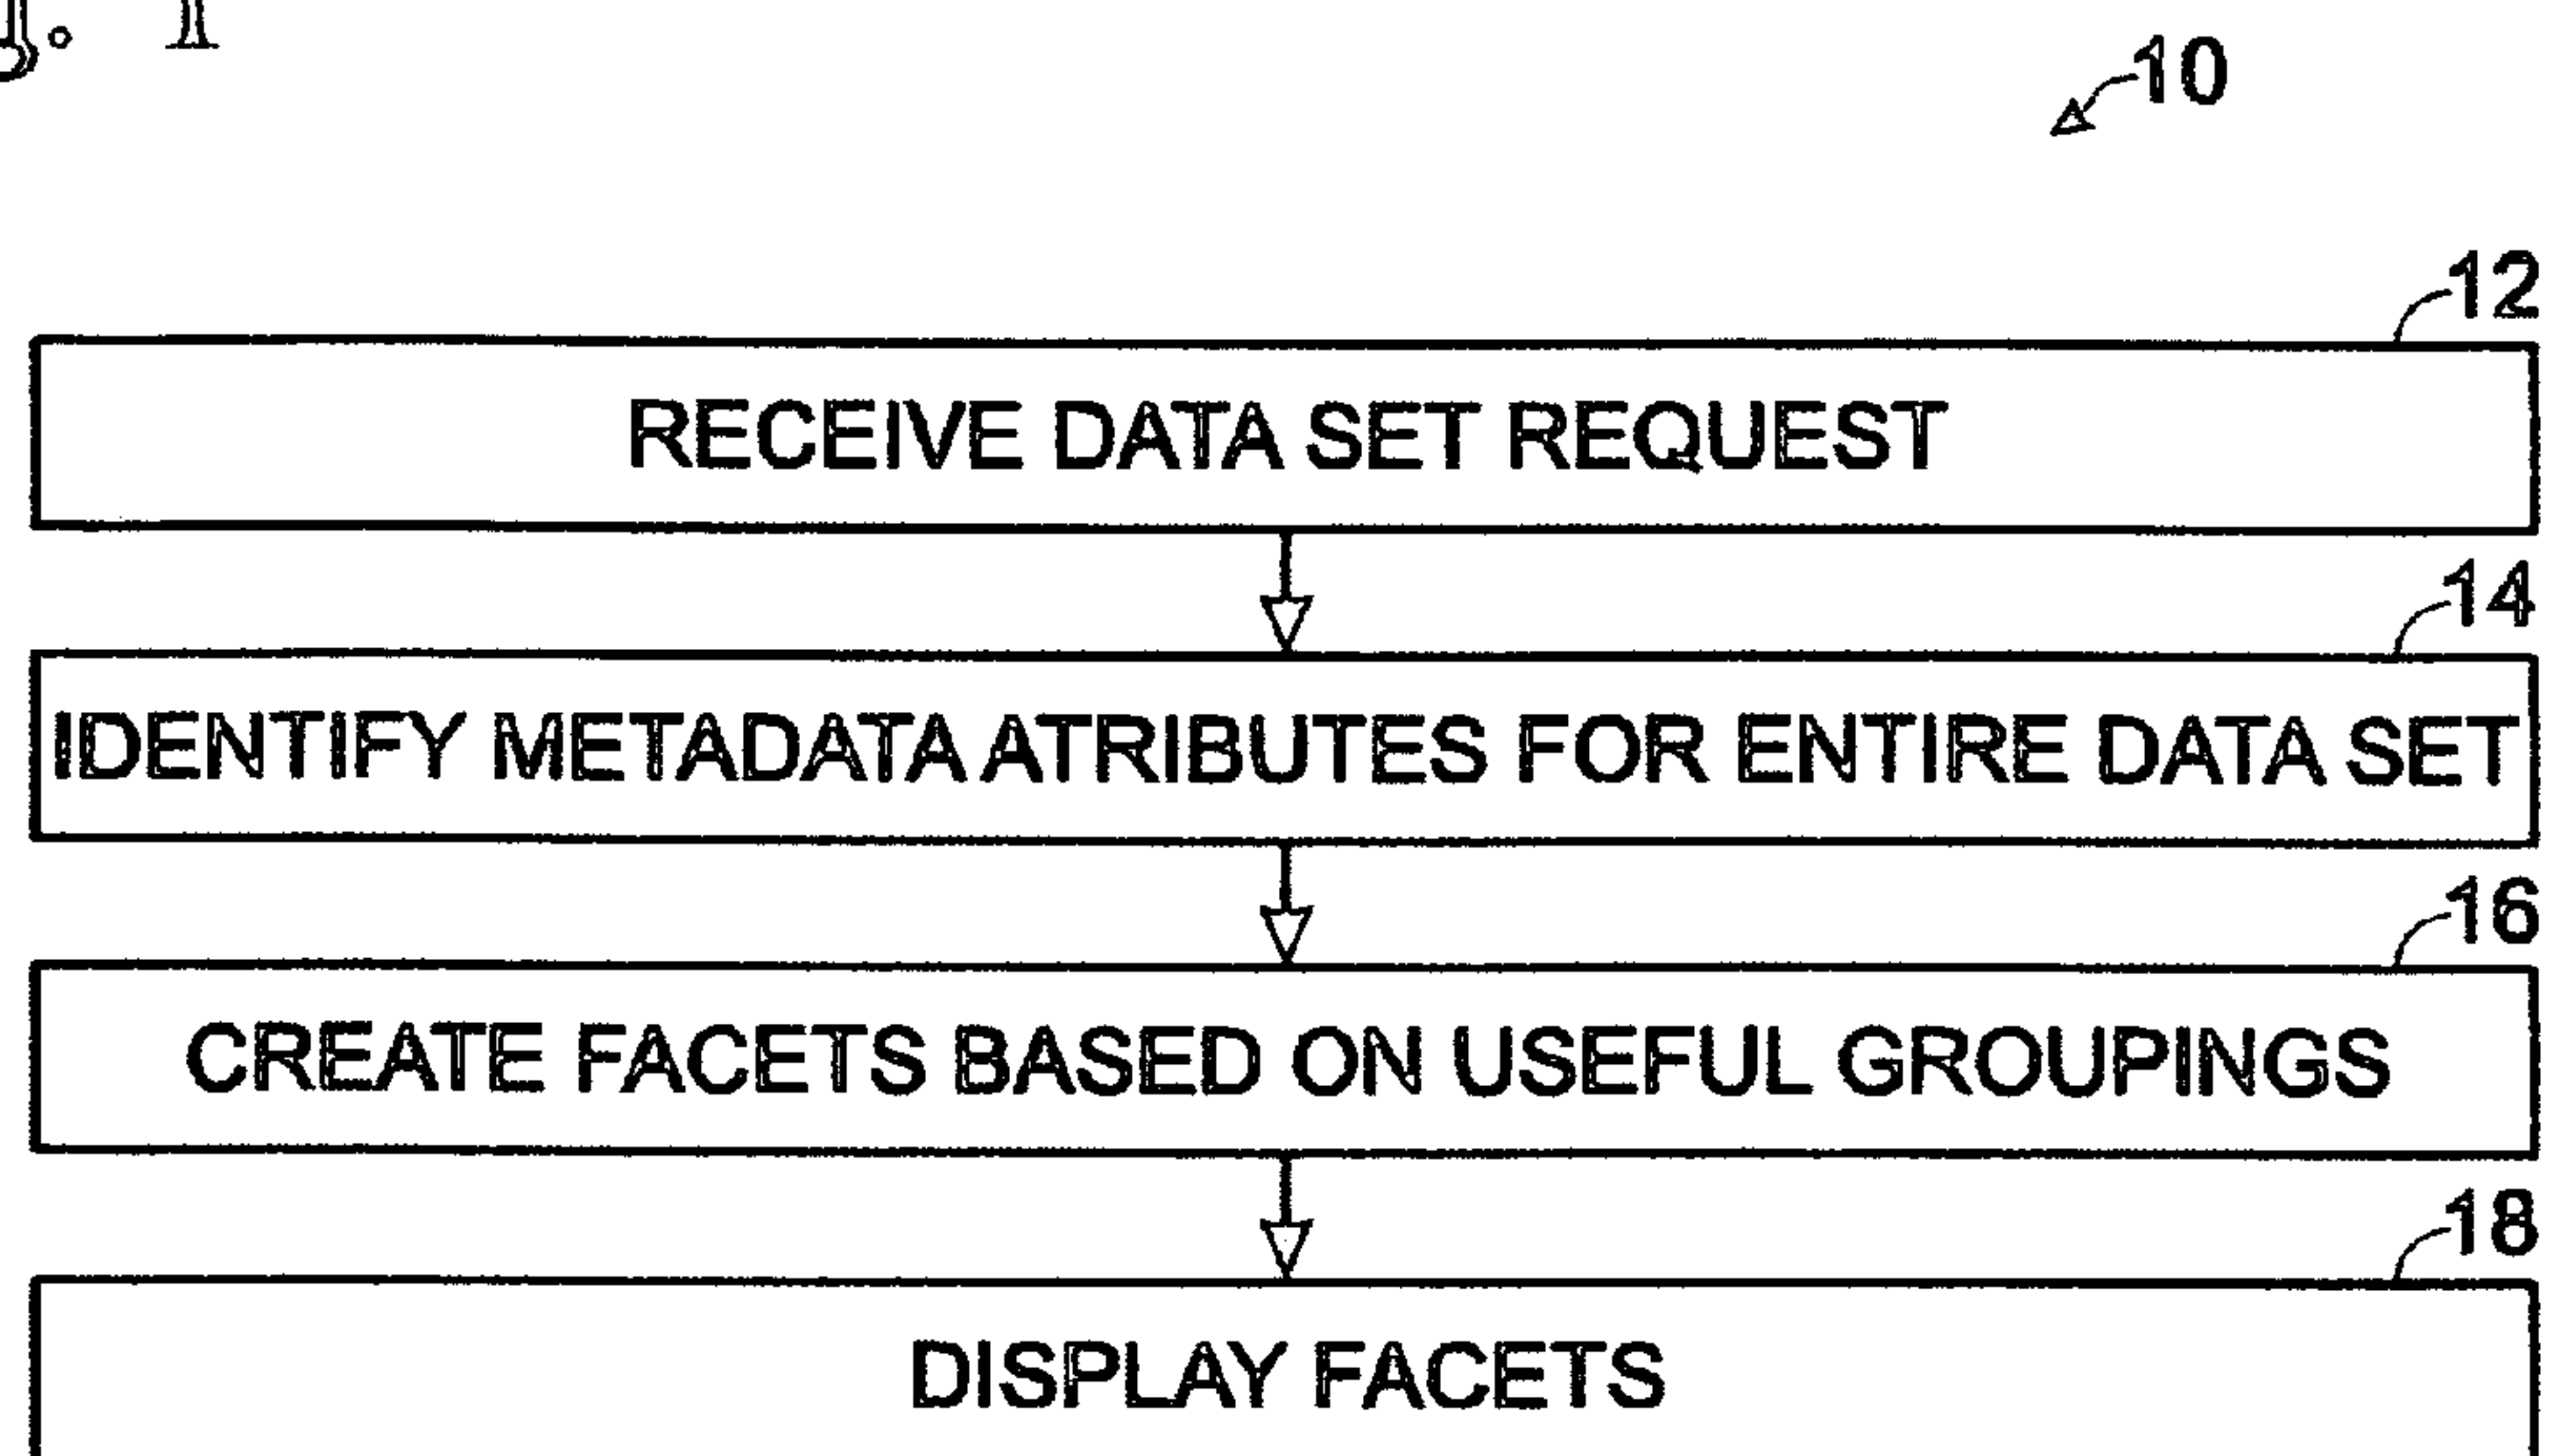 g. 1
10
12
RECEIVE DATA SET REQUEST
14
IDENTIFY METADATA ATRIBUTES FOR ENTIRE DATA SET
16
CREATE FACETS BASED ON USEFUL GROUPINGS
18
DISPLAY FACETS